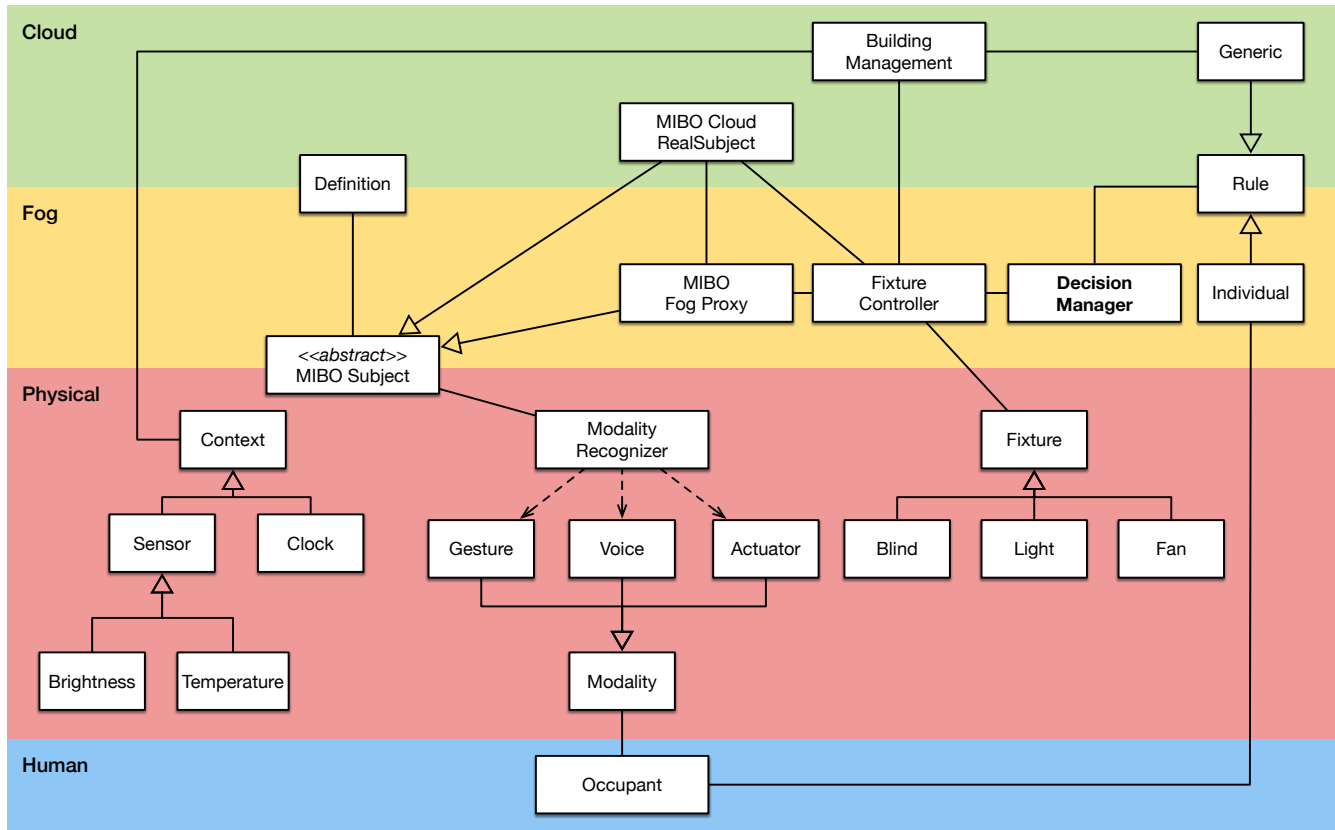 Cloud
Building
Management
Generic
MIBO Cloud
RealSubject
Definition
Rule
Fog
MIBO
Fog Proxy
Fixture
Controller
Decision
Manager
Individual
<<abstract>>
MIBO Subject
Physical
Context
Modality
Recognizer
Fixture
Sensor
Clock
Gesture
Voice
Actuator
Blind
Light
Fan
Brightness
Temperature
Modality
Human
Occupant